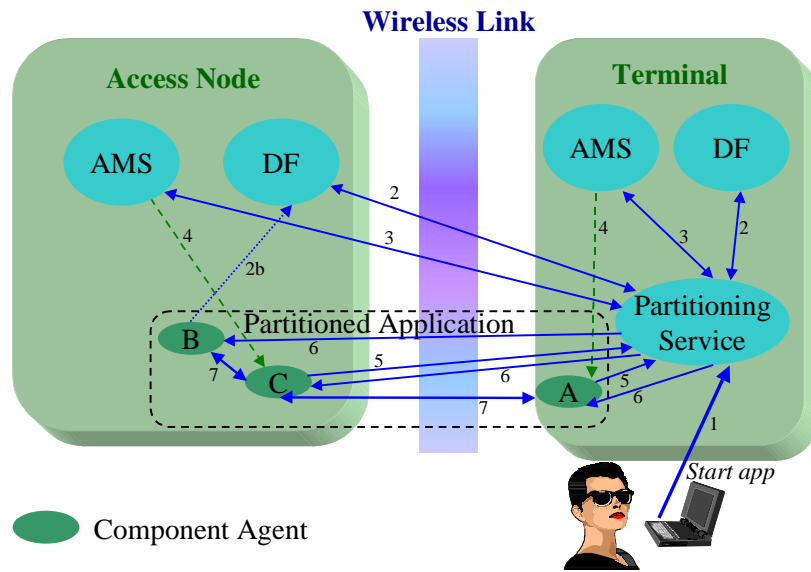 Wireless Link
Access Node
Terminal
AMS
DF
AMS
DF
2
3
4
2b
4
3
2
Partitioned Application
Partitioning
Service
B
6
7
C
5
6
7
A
5
6
1
Start app
Component Agent